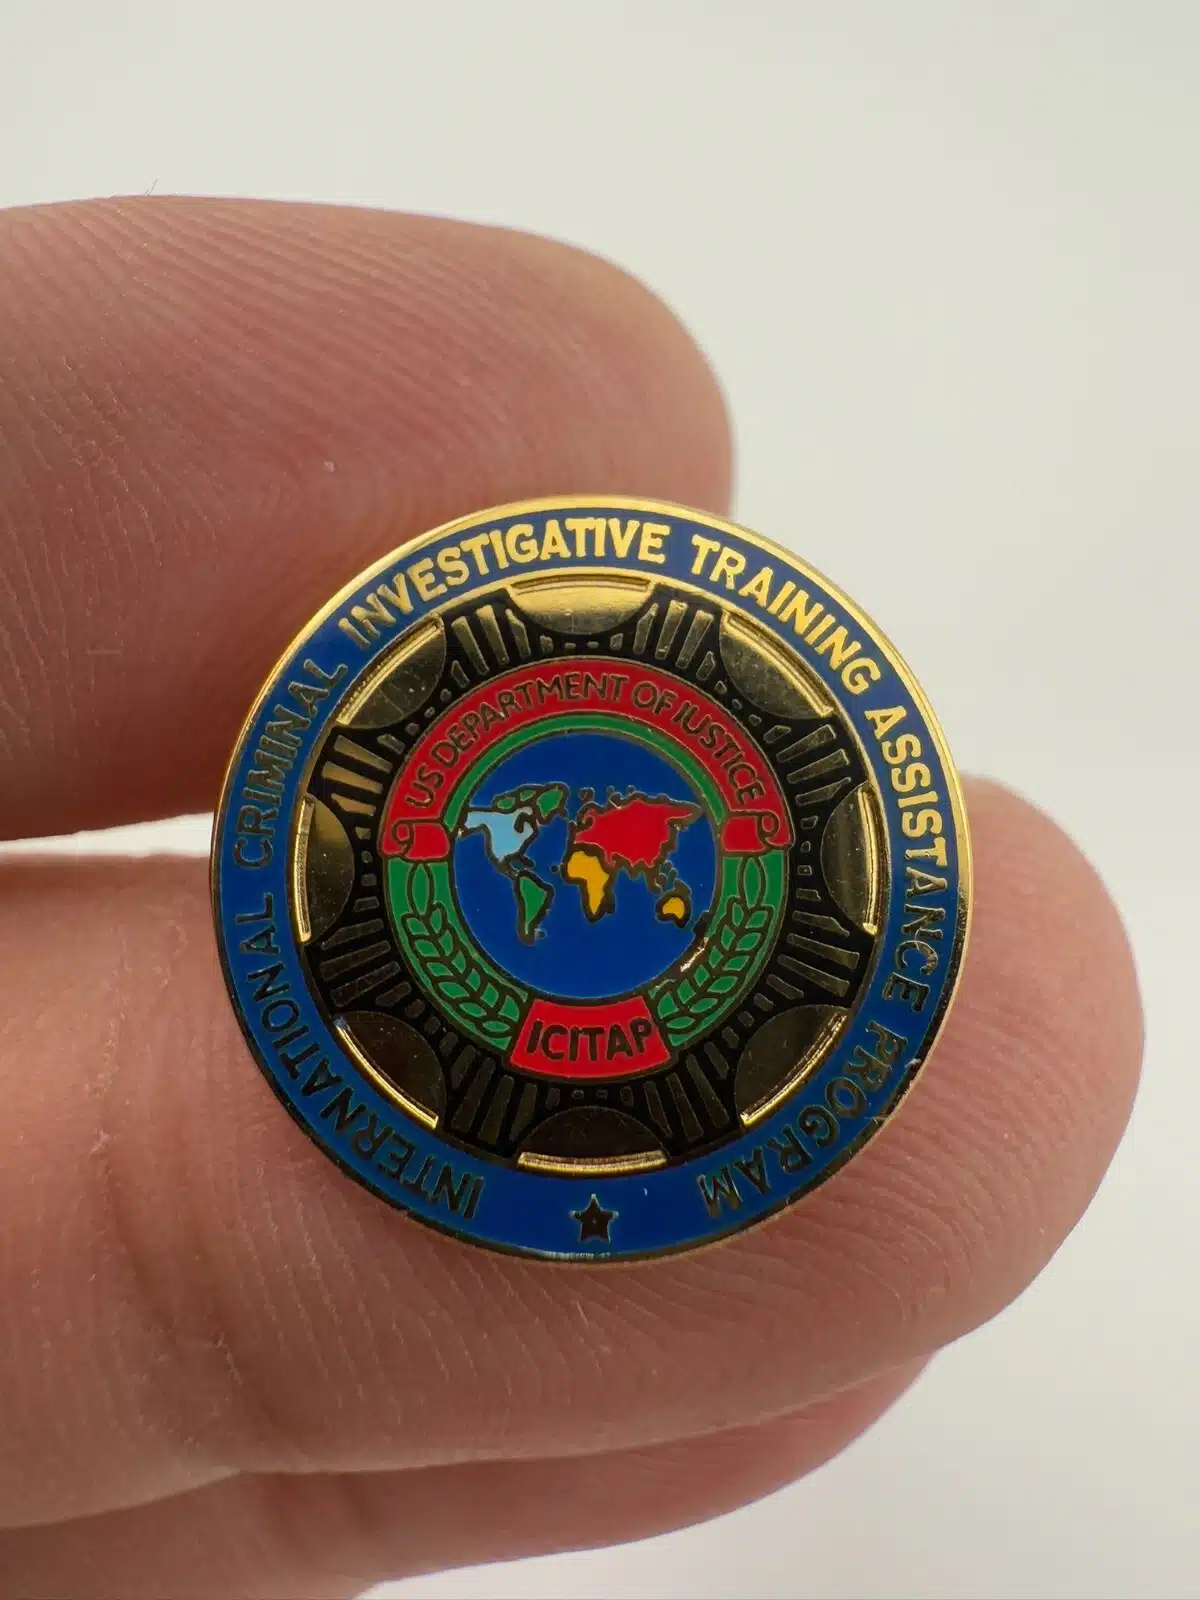 INTERNATIONAL CRIMINAL INVESTIGATIVE TRAINING ASSISTANCE PROGRAM
US DEPARTMENT OF JUSTICE
ICITAP